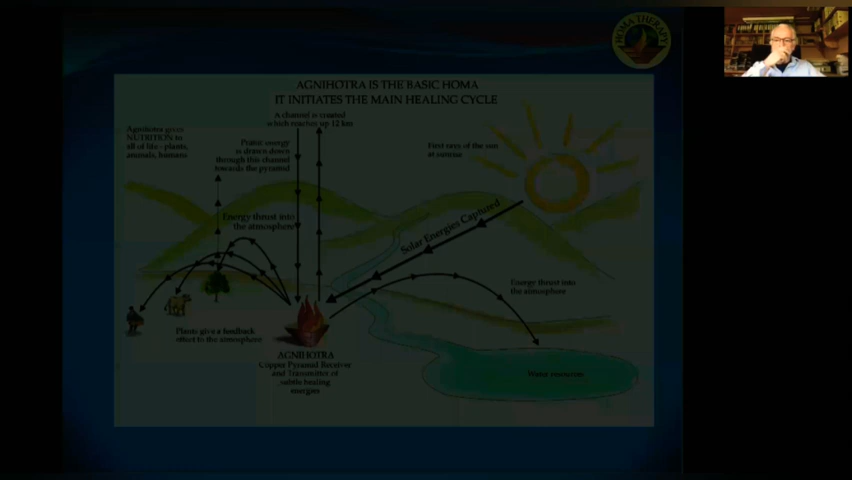 HOMA THERAPY
AGNIHOTRA IS THE BASIC HOMA
IT INITIATES THE MAIN HEALING CYCLE
A channel is created
which reaches up 12 km
Agnihotra gives
NUTRITION to
all of life - plants,
animals, humans
Pranic energy
is drawn down
through this channel
towards the pyramid
First rays of the sun
at sunrise
Energy thrust into
the atmosphere
Solar Energies Captured
Energy thrust into
the atmosphere
Plants give a feedback
effect to the atmosphere
AGNIHOTRA
Copper Pyramid Receiver
and Transmitter of
subtle healing
energies
Water resources